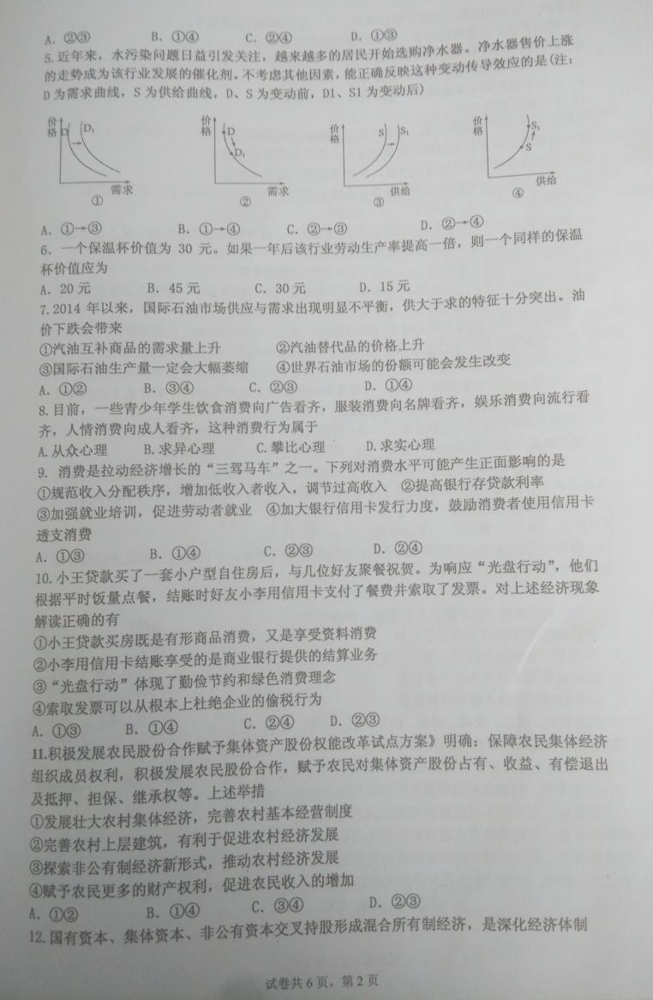 A. ②③ B. ①④ C. ②④ D. ①③
5.近年来，水污染问题日益引发关注，越来越多的居民开始选购净水器。净水器售价上涨
的走势成为该行业发展的催化剂。不考虑其他因素，能正确反映这种变动传导效应的是(注:
D为需求曲线，S为供给曲线，D、S为变动前，D1、S1为变动后)
价格 D D₁ 需求 ①
价格 D D₁ 需求 ②
价格 S S₁ 供给 ③
价格 S₁ S 供给 ④
A. ①→③ B. ①→④ C. ②→③ D. ②→④
6. 一个保温杯价值为 30 元。如果一年后该行业劳动生产率提高一倍，则一个同样的保温
杯价值应为
A. 20元 B. 45元 C. 30元 D. 15元
7.2014 年以来，国际石油市场供应与需求出现明显不平衡，供大于求的特征十分突出。油
价下跌会带来
①汽油互补商品的需求量上升 ②汽油替代品的价格上升
③国际石油生产量一定会大幅萎缩 ④世界石油市场的份额可能会发生改变
A. ①② B. ③④ C. ②③ D. ①④
8.目前，一些青少年学生饮食消费向广告看齐，服装消费向名牌看齐，娱乐消费向流行看
齐，人情消费向成人看齐，这种消费行为属于
A.从众心理 B.求异心理 C.攀比心理 D.求实心理
9. 消费是拉动经济增长的“三驾马车”之一。下列对消费水平可能产生正面影响的是
①规范收入分配秩序，增加低收入者收入，调节过高收入 ②提高银行存贷款利率
③加强就业培训，促进劳动者就业 ④加大银行信用卡发行力度，鼓励消费者使用信用卡
透支消费
A. ①③ B. ①④ C. ②③ D. ②④
10.小王贷款买了一套小户型自住房后，与几位好友聚餐祝贺。为响应“光盘行动”，他们
根据平时饭量点餐，结账时好友小李用信用卡支付了餐费并索取了发票。对上述经济现象
解读正确的有
①小王贷款买房既是有形商品消费，又是享受资料消费
②小李用信用卡结账享受的是商业银行提供的结算业务
③“光盘行动”体现了勤俭节约和绿色消费理念
④索取发票可以从根本上杜绝企业的偷税行为
A. ①③ B. ①④ C. ②④ D. ②③
11.积极发展农民股份合作赋予集体资产股份权能改革试点方案》明确：保障农民集体经济
组织成员权利，积极发展农民股份合作，赋予农民对集体资产股份占有、收益、有偿退出
及抵押、担保、继承权等。上述举措
①发展壮大农村集体经济，完善农村基本经营制度
②完善农村上层建筑，有利于促进农村经济发展
③探索非公有制经济新形式，推动农村经济发展
④赋予农民更多的财产权利，促进农民收入的增加
A. ①② B. ①④ C. ③④ D. ②③
12.国有资本、集体资本、非公有资本交叉持股形成混合所有制经济，是深化经济体制
试卷共6页，第2页